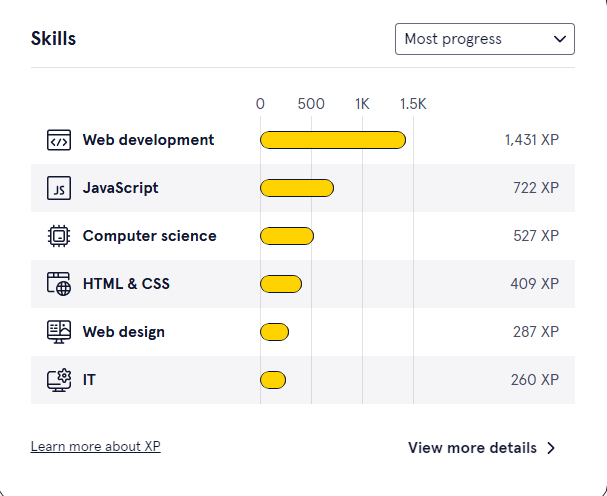 Skills
Most progress
0 500 1K 1.5K
</> Web development 1,431 XP
JS JavaScript 722 XP
Computer science 527 XP
HTML & CSS 409 XP
Web design 287 XP
IT 260 XP
Learn more about XP
View more details